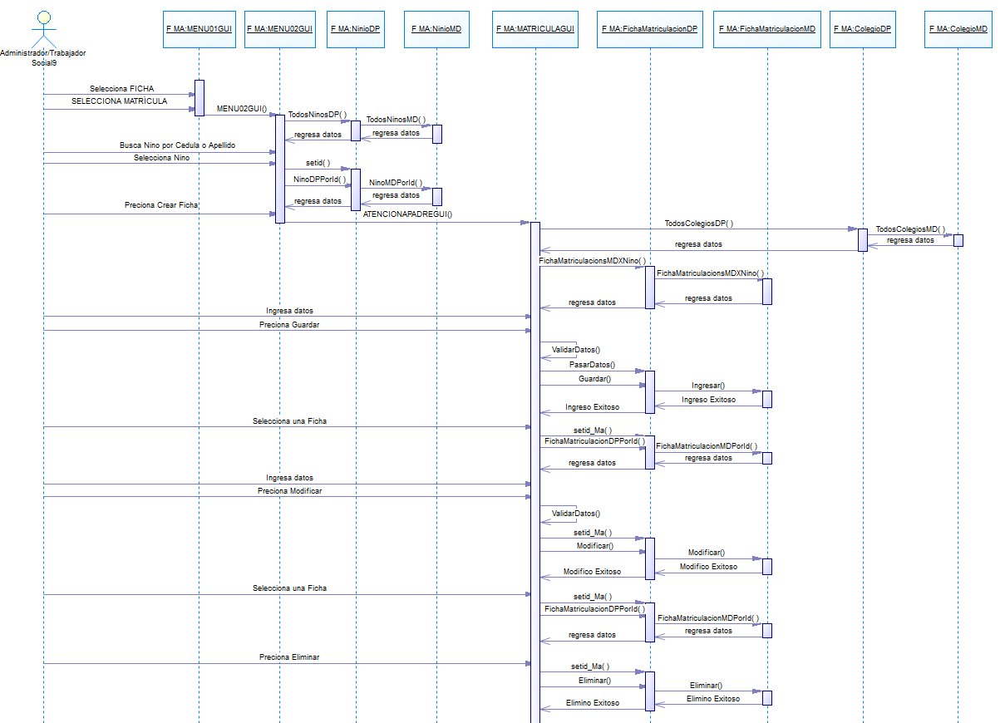 F_MA:MENU01GUI
F_MA:MENU02GUI
F_MA:NinioDP
F_MA:NinioMD
F_MA:MATRICULAGUI
F_MA:FichaMatriculacionDP
F_MA:FichaMatriculacionMD
F_MA:ColegioDP
F_MA:ColegioMD
Administrador/Trabajador
Social9
Selecciona FICHA
SELECCIONA MATRÍCULA
MENU02GUI()
TodosNinosDP( )
TodosNinosMD( )
regresa datos
regresa datos
Busca Nino por Cedula o Apellido
Selecciona Nino
setid( )
NinoDPPorId( )
NinoMDPorId( )
regresa datos
regresa datos
Preciona Crear Ficha
ATENCIONAPADREGUI()
TodosColegiosDP( )
TodosColegiosMD( )
regresa datos
regresa datos
FichaMatriculacionsMDXNino( )
FichaMatriculacionsMDXNino( )
regresa datos
regresa datos
Ingresa datos
Preciona Guardar
ValidarDatos()
PasarDatos()
Guardar()
Ingresar()
Ingreso Exitoso
Ingreso Exitoso
Selecciona una Ficha
setid_Ma( )
FichaMatriculacionDPPorId( )
FichaMatriculacionMDPorId( )
regresa datos
regresa datos
Ingresa datos
Preciona Modificar
ValidarDatos()
setid_Ma( )
Modificar()
Modificar()
Modifico Exitoso
Modifico Exitoso
Selecciona una Ficha
setid_Ma( )
FichaMatriculacionDPPorId( )
FichaMatriculacionMDPorId( )
regresa datos
regresa datos
Preciona Eliminar
setid_Ma( )
Eliminar()
Eliminar()
Elimino Exitoso
Elimino Exitoso